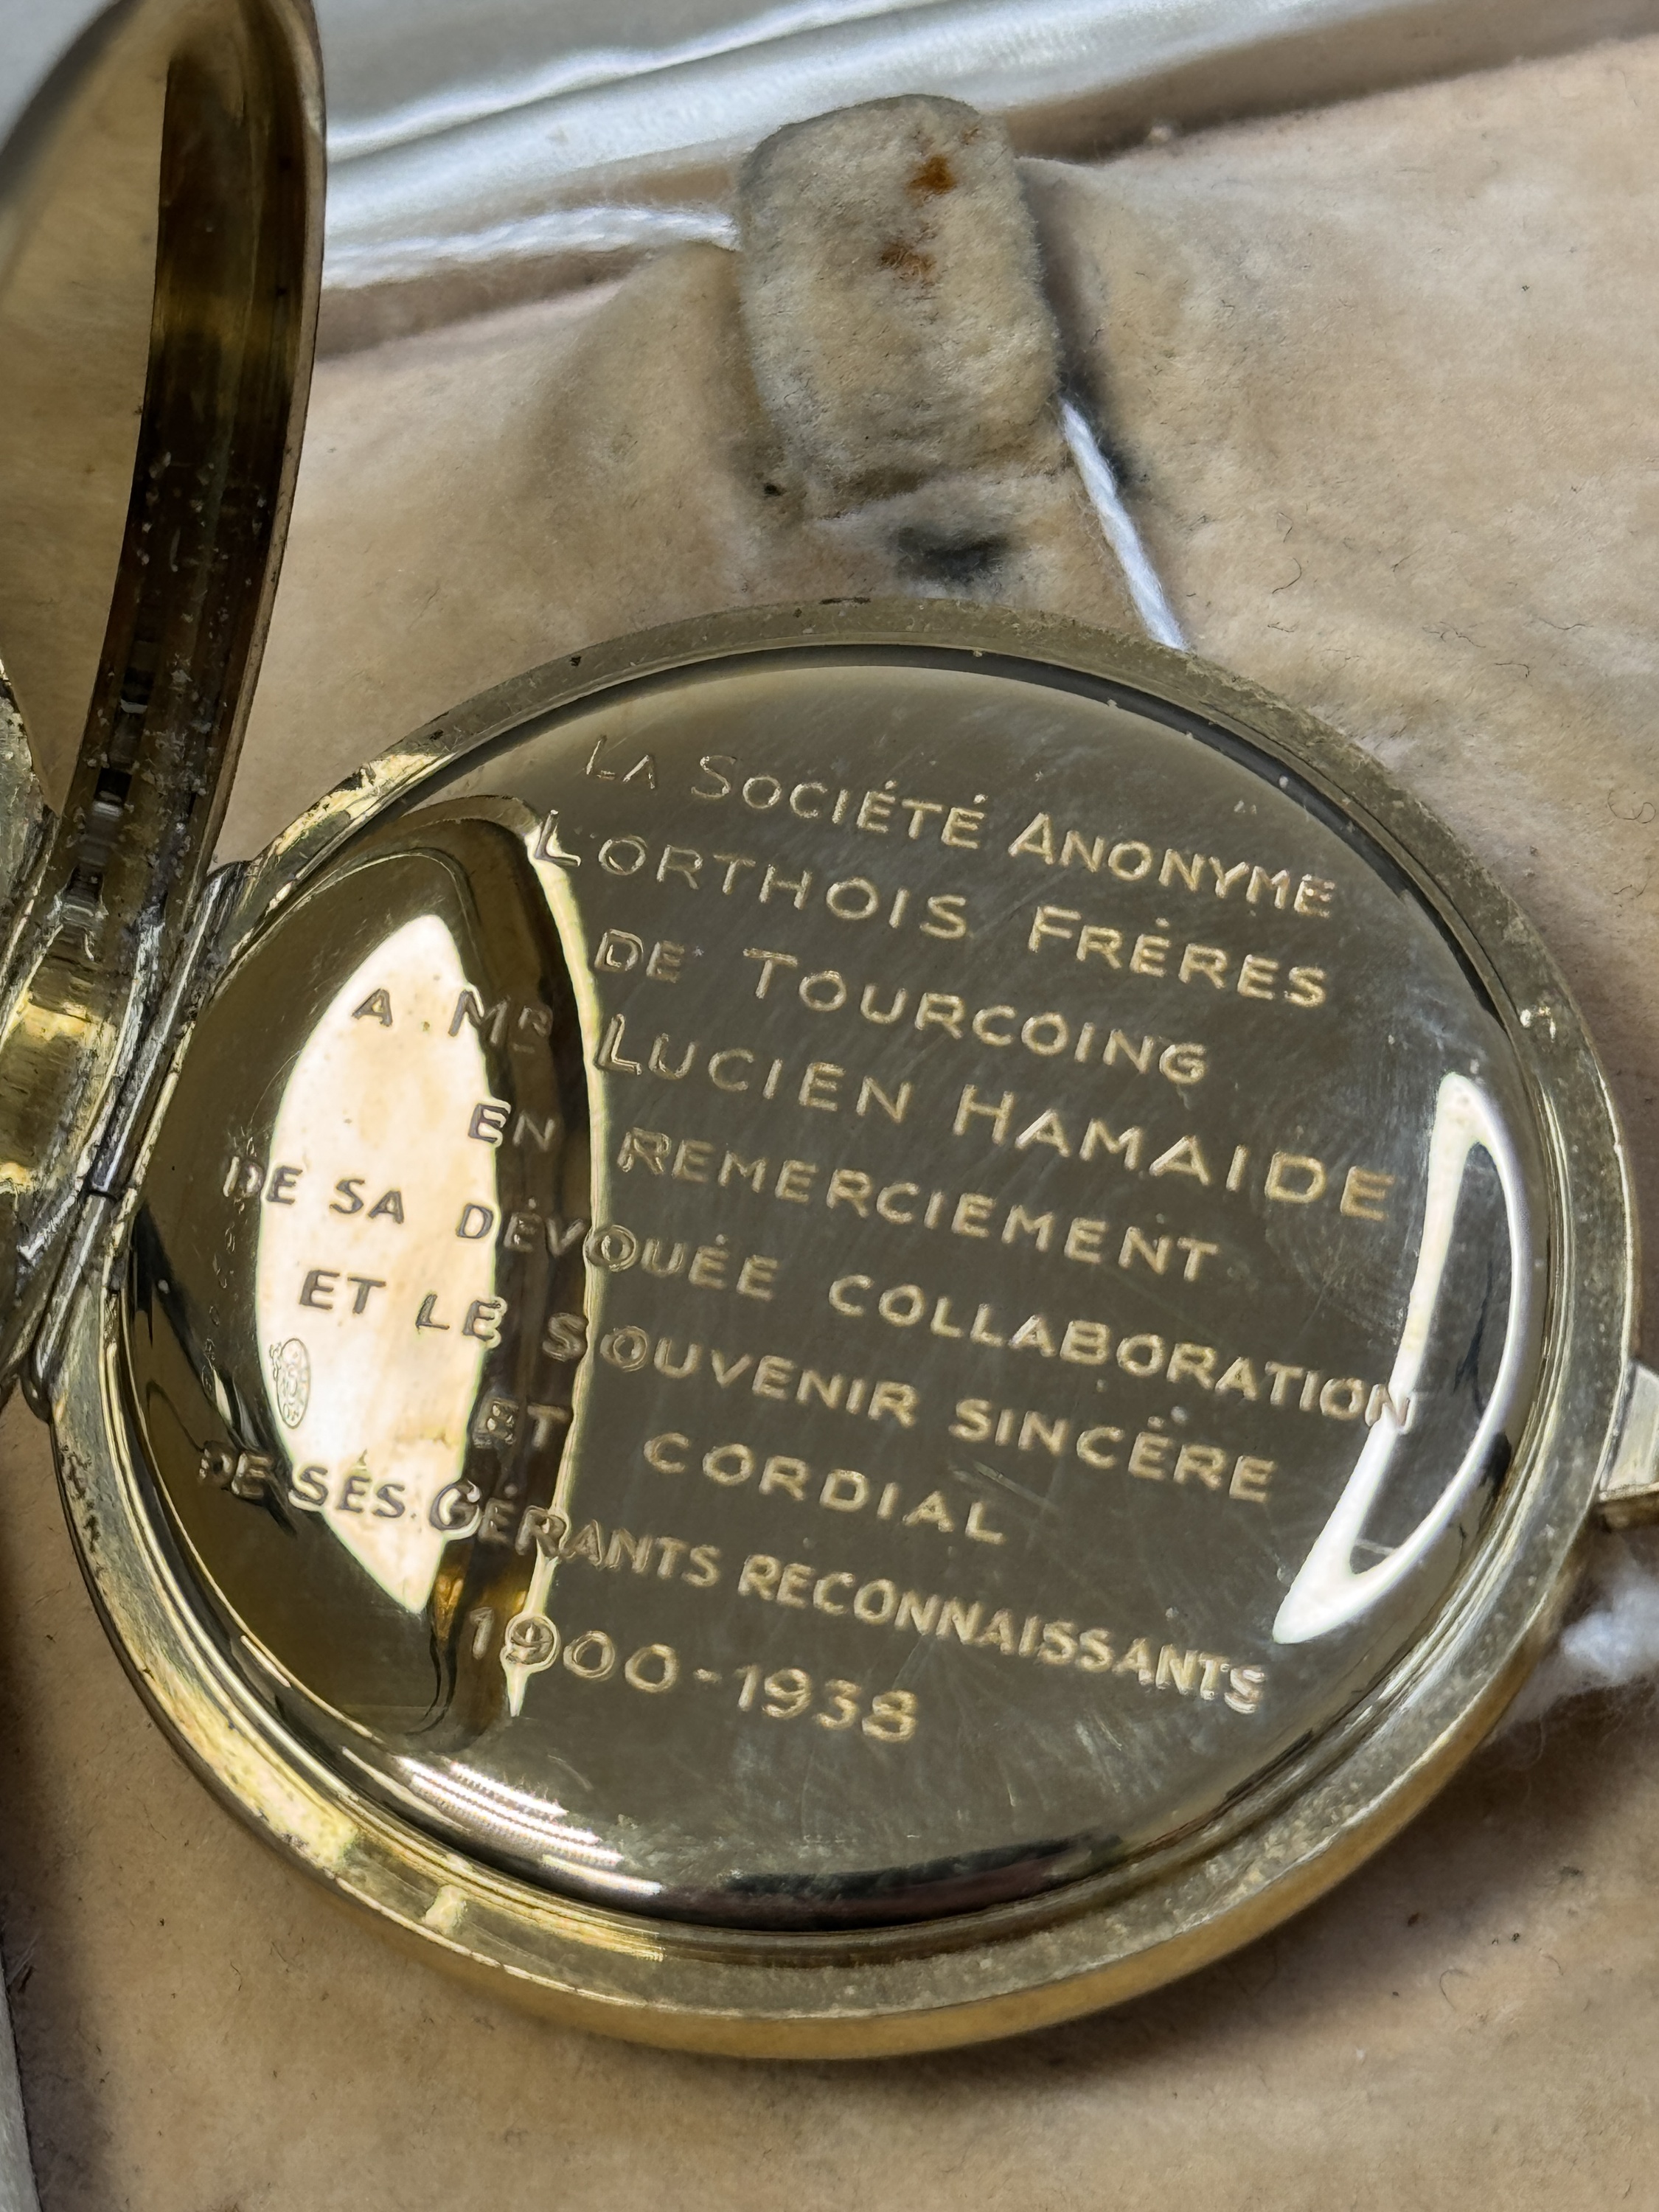 LA SOCIÉTÉ ANONYME
LORTHOIS FRÈRES
DE TOURCOING
A MR LUCIEN HAMAIDE
EN REMERCIEMENT
DE SA DÉVOUÉE COLLABORATION
ET LE SOUVENIR SINCÈRE
ET CORDIAL
DE SES GÉRANTS RECONNAISSANTS
1900-1938